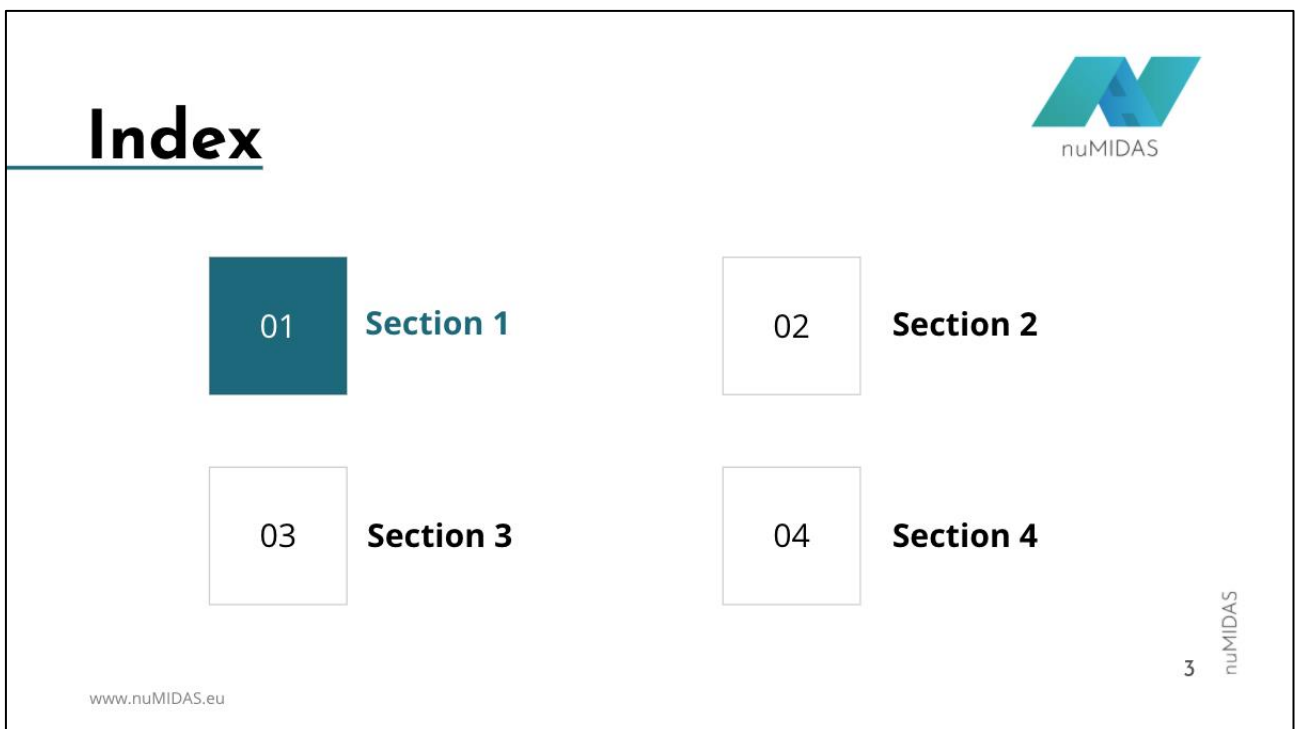 Index
nuMIDAS
01 Section 1
02 Section 2
03 Section 3
04 Section 4
nuMIDAS
3
www.nuMIDAS.eu